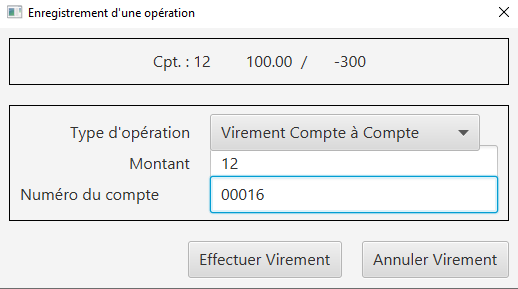 Enregistrement d'une opération
Cpt. : 12 100.00 / -300
Type d'opération Virement Compte à Compte
Montant 12
Numéro du compte 00016
Effectuer Virement Annuler Virement